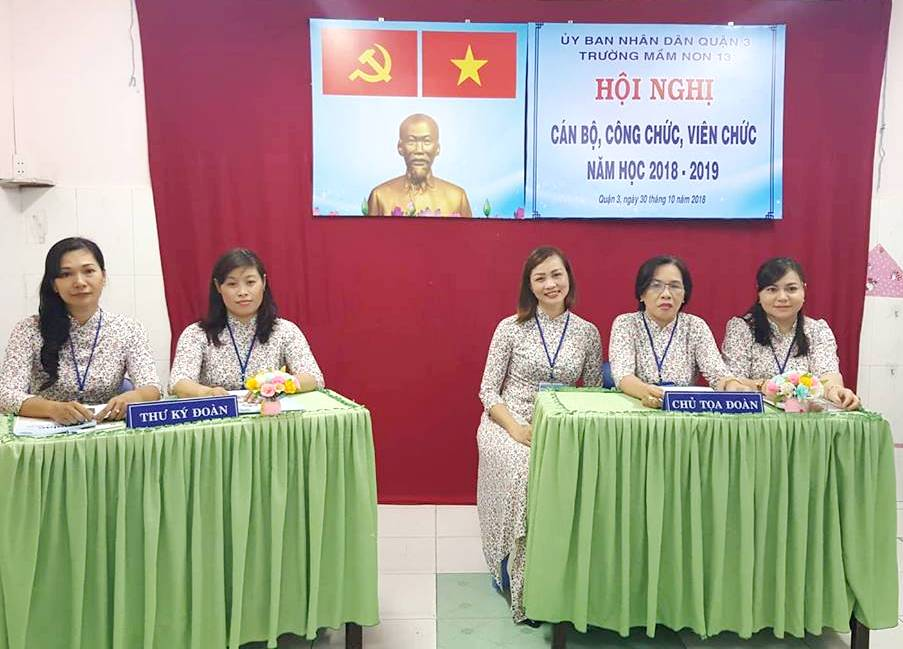 ỦY BAN NHÂN DÂN QUẬN 3
TRƯỜNG MẦM NON 13
HỘI NGHỊ
CÁN BỘ, CÔNG CHỨC, VIÊN CHỨC
NĂM HỌC 2018 - 2019
Quận 3, ngày 30 tháng 10 năm 2018
THƯ KÝ ĐOÀN
CHỦ TỌA ĐOÀN